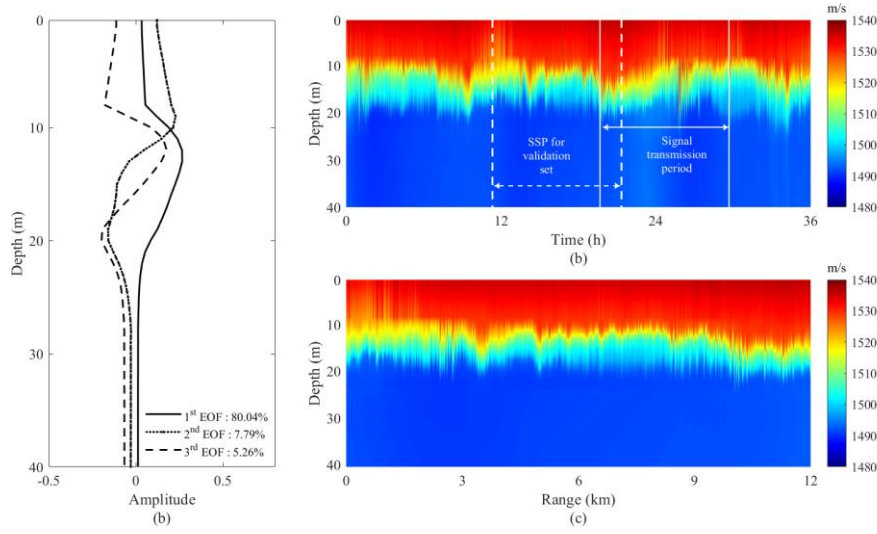 0
10
20
30
40
Depth (m)
-0.5
0
0.5
Amplitude
(b)
1st EOF : 80.04%
2nd EOF : 7.79%
3rd EOF : 5.26%
0
10
20
30
40
Depth (m)
0
12
24
36
Time (h)
(b)
SSP for
validation
set
Signal
transmission
period
m/s
1540
1530
1520
1510
1500
1490
1480
0
10
20
30
40
Depth (m)
0
3
6
9
12
Range (km)
(c)
m/s
1540
1530
1520
1510
1500
1490
1480